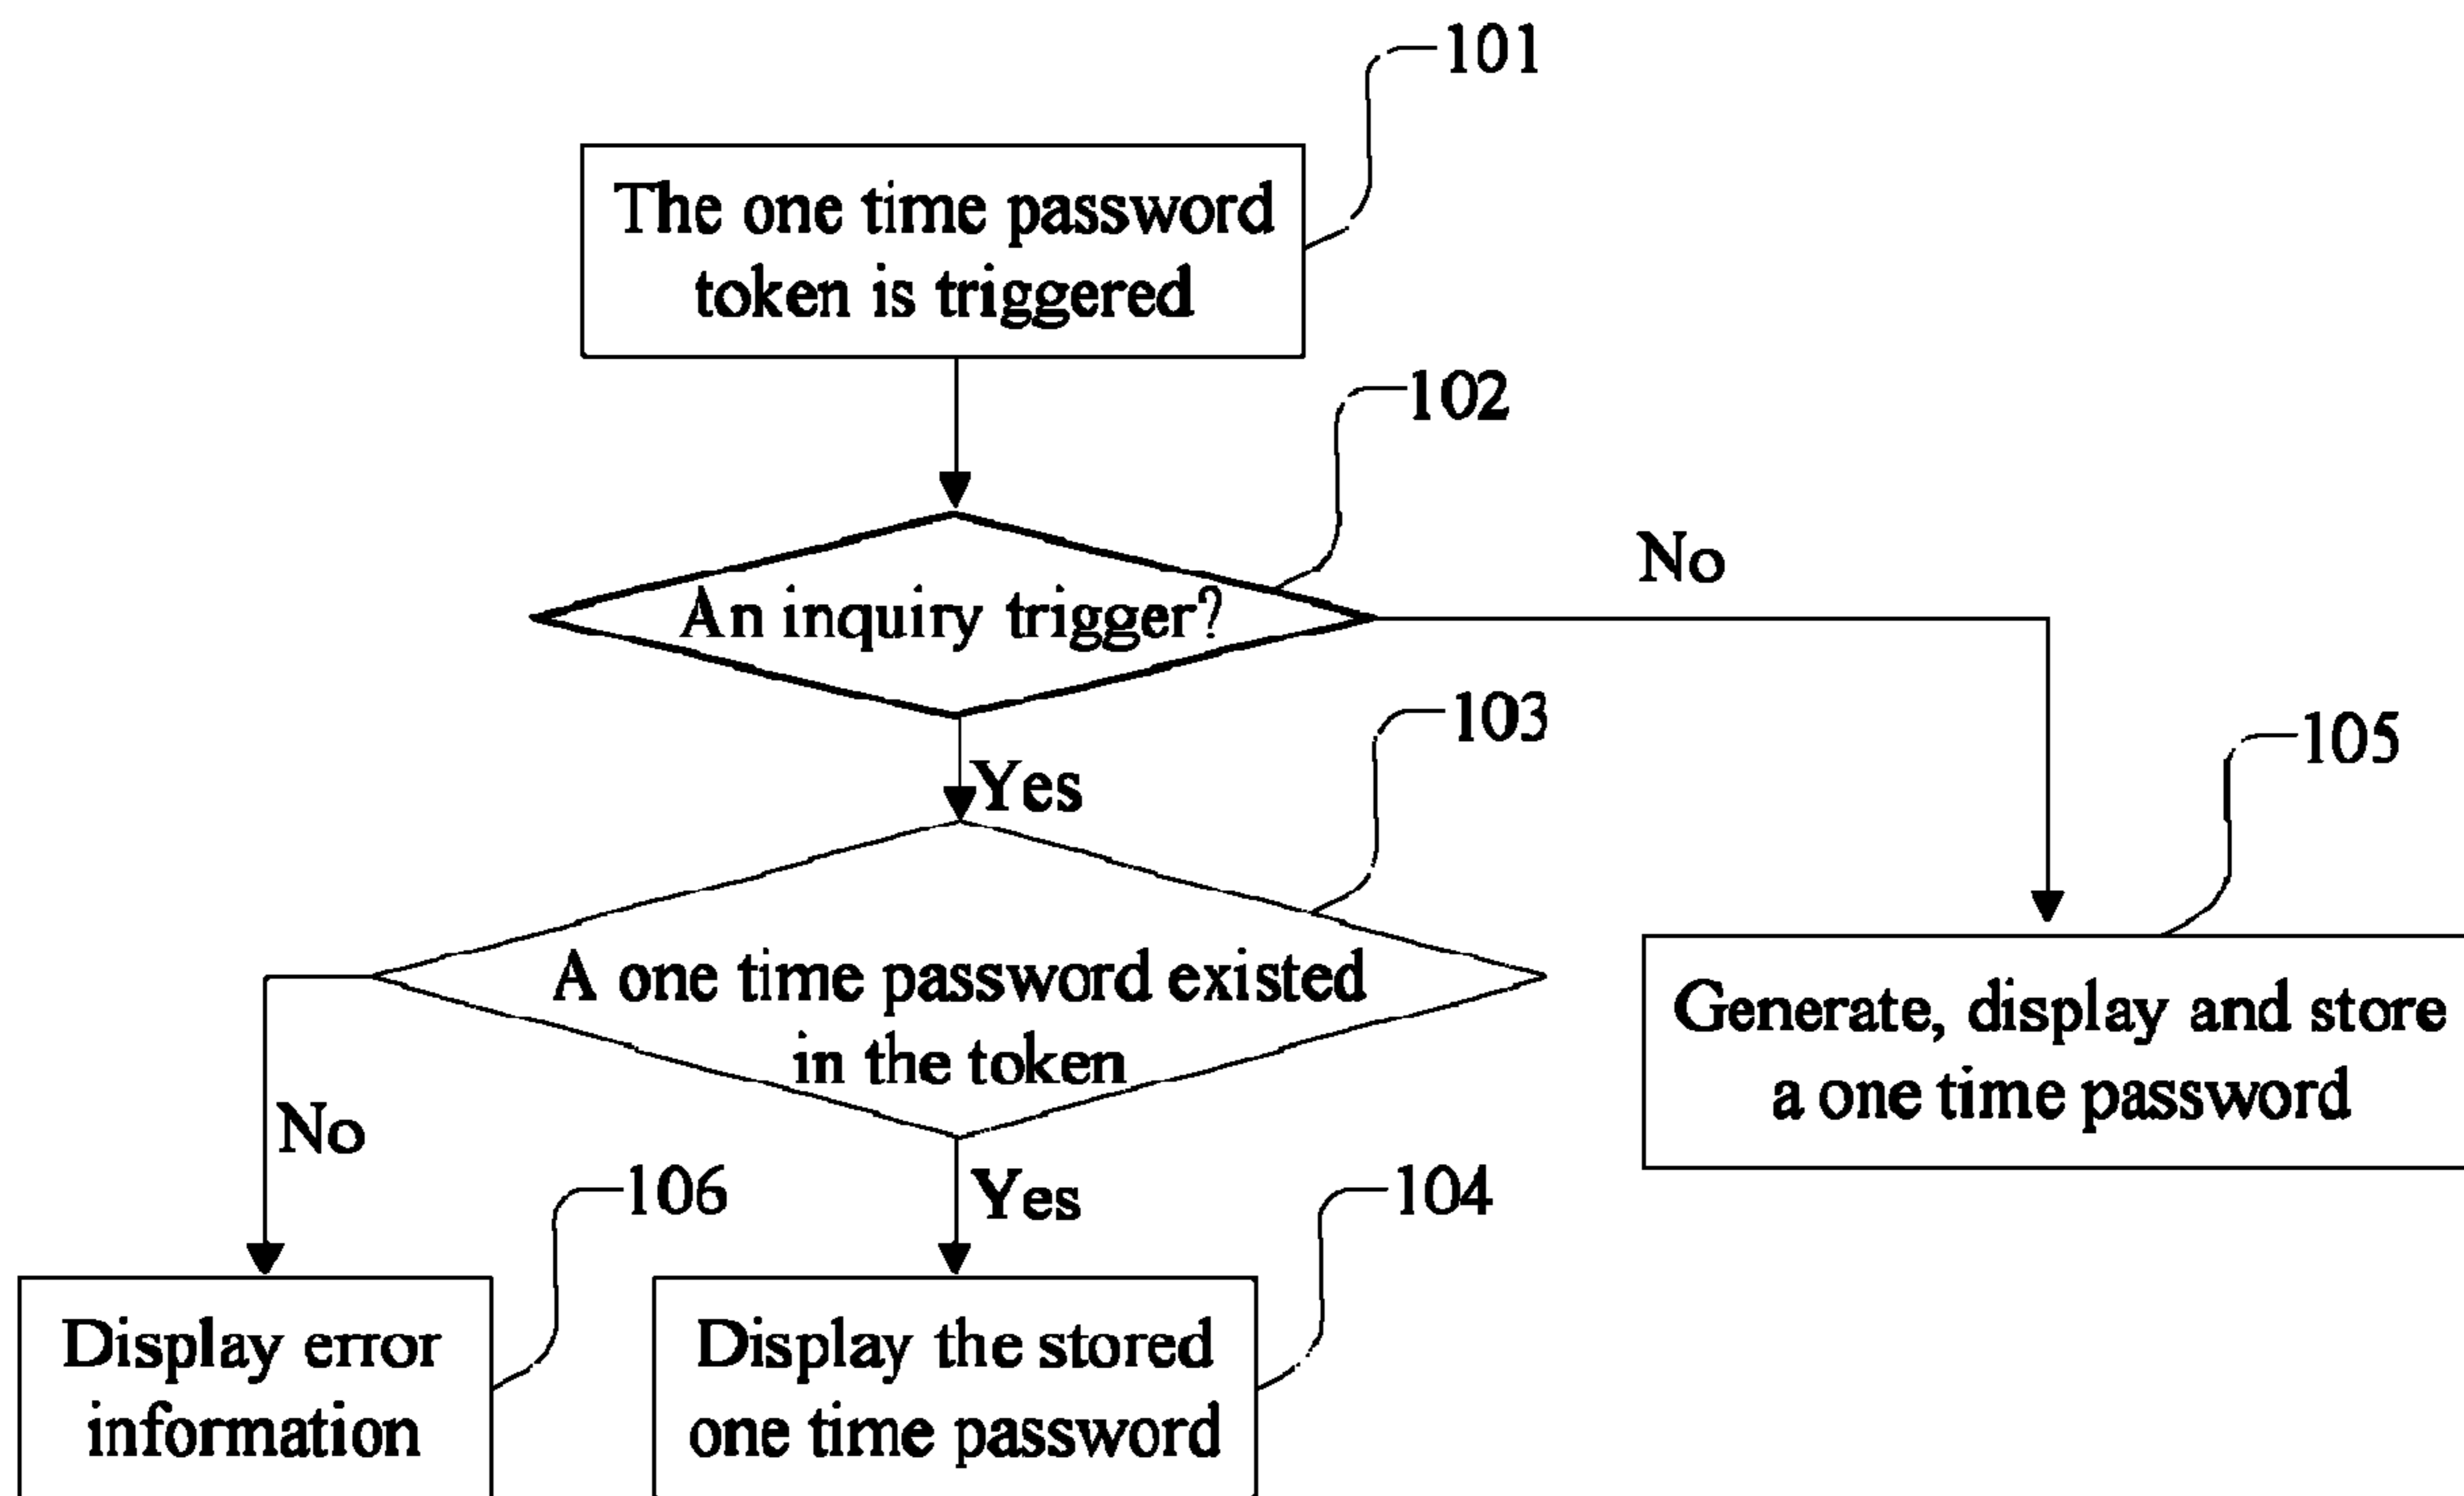 101
The one time password
token is triggered
102
An inquiry trigger?
No
103
Yes
105
A one time password existed
in the token
Generate, display and store
a one time password
No
106
Yes
104
Display error
information
Display the stored
one time password